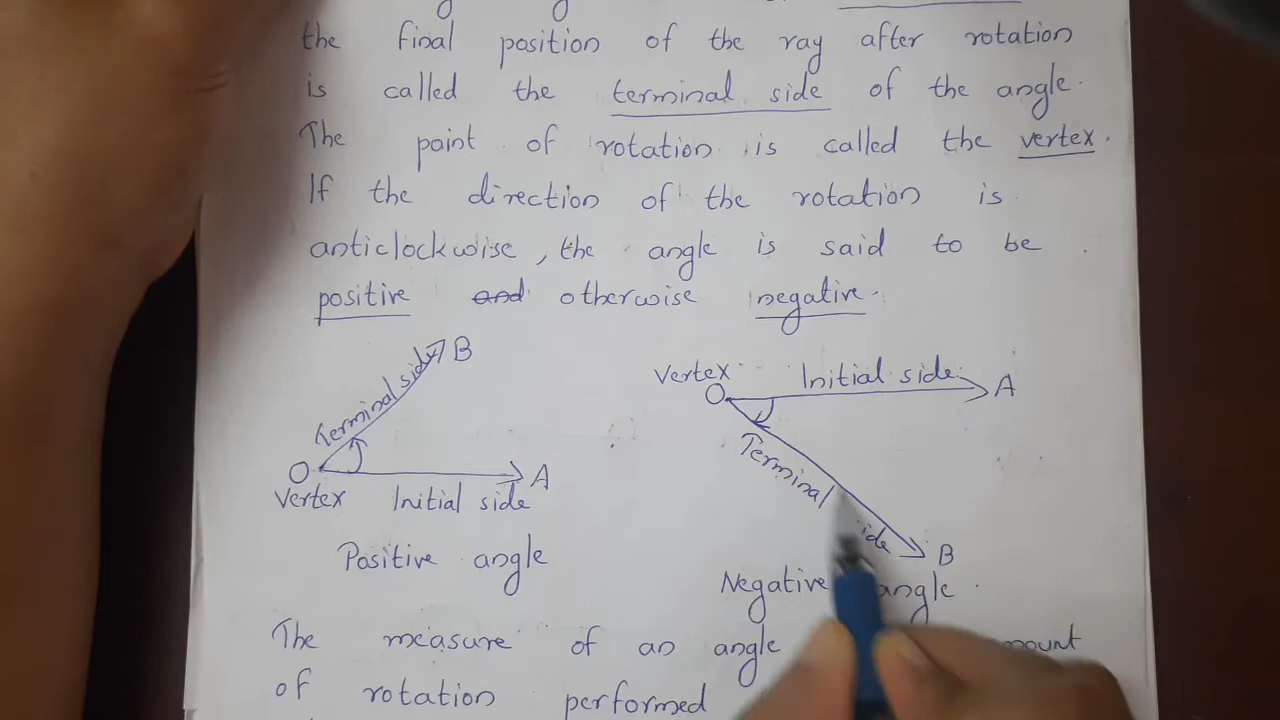 the final position of the ray after rotation
is called the terminal side of the angle.
The point of rotation is called the vertex.
If the direction of the rotation is
anticlockwise, the angle is said to be
positive and otherwise negative.
Terminal side B
O A
Vertex Initial side
Positive angle
Vertex Initial side
O A
Terminal side
B
Negative angle
The measure of an angle
of rotation performed